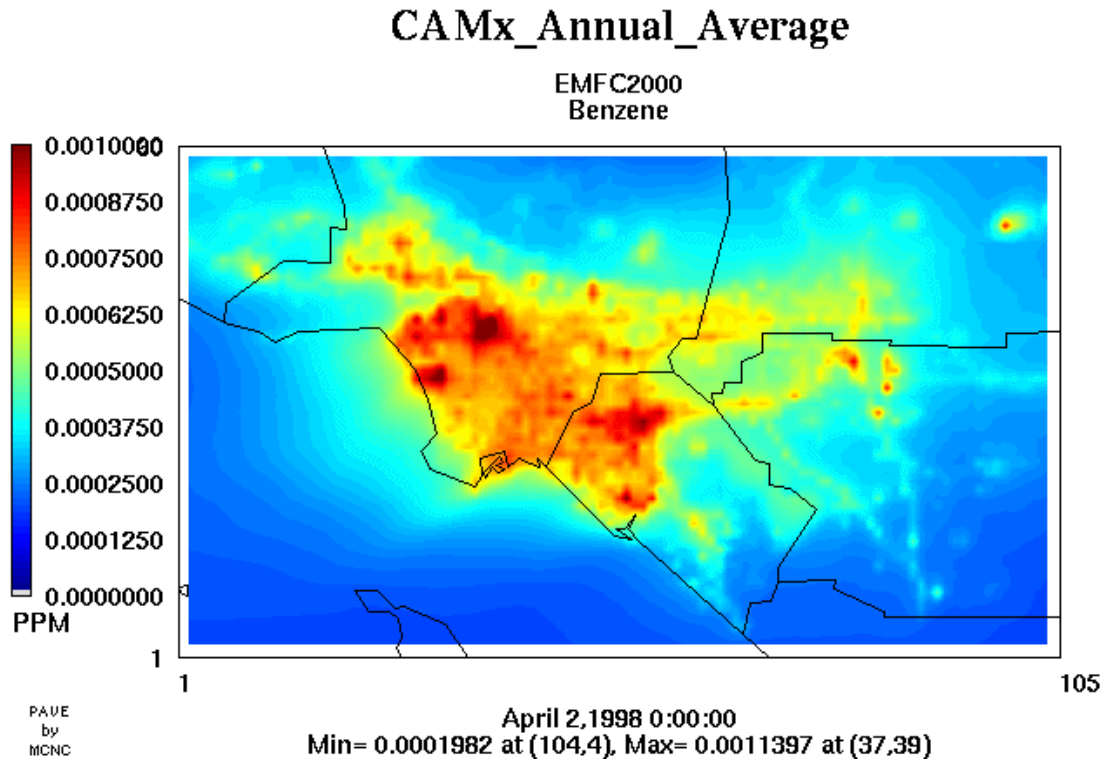 CAMx_Annual_Average
EMFC2000
Benzene
0.0010000
0.0008750
0.0007500
0.0006250
0.0005000
0.0003750
0.0002500
0.0001250
0.0000000
PPM
1
1
105
PAVE
by
MCNC
April 2,1998 0:00:00
Min= 0.0001982 at (104,4), Max= 0.0011397 at (37,39)